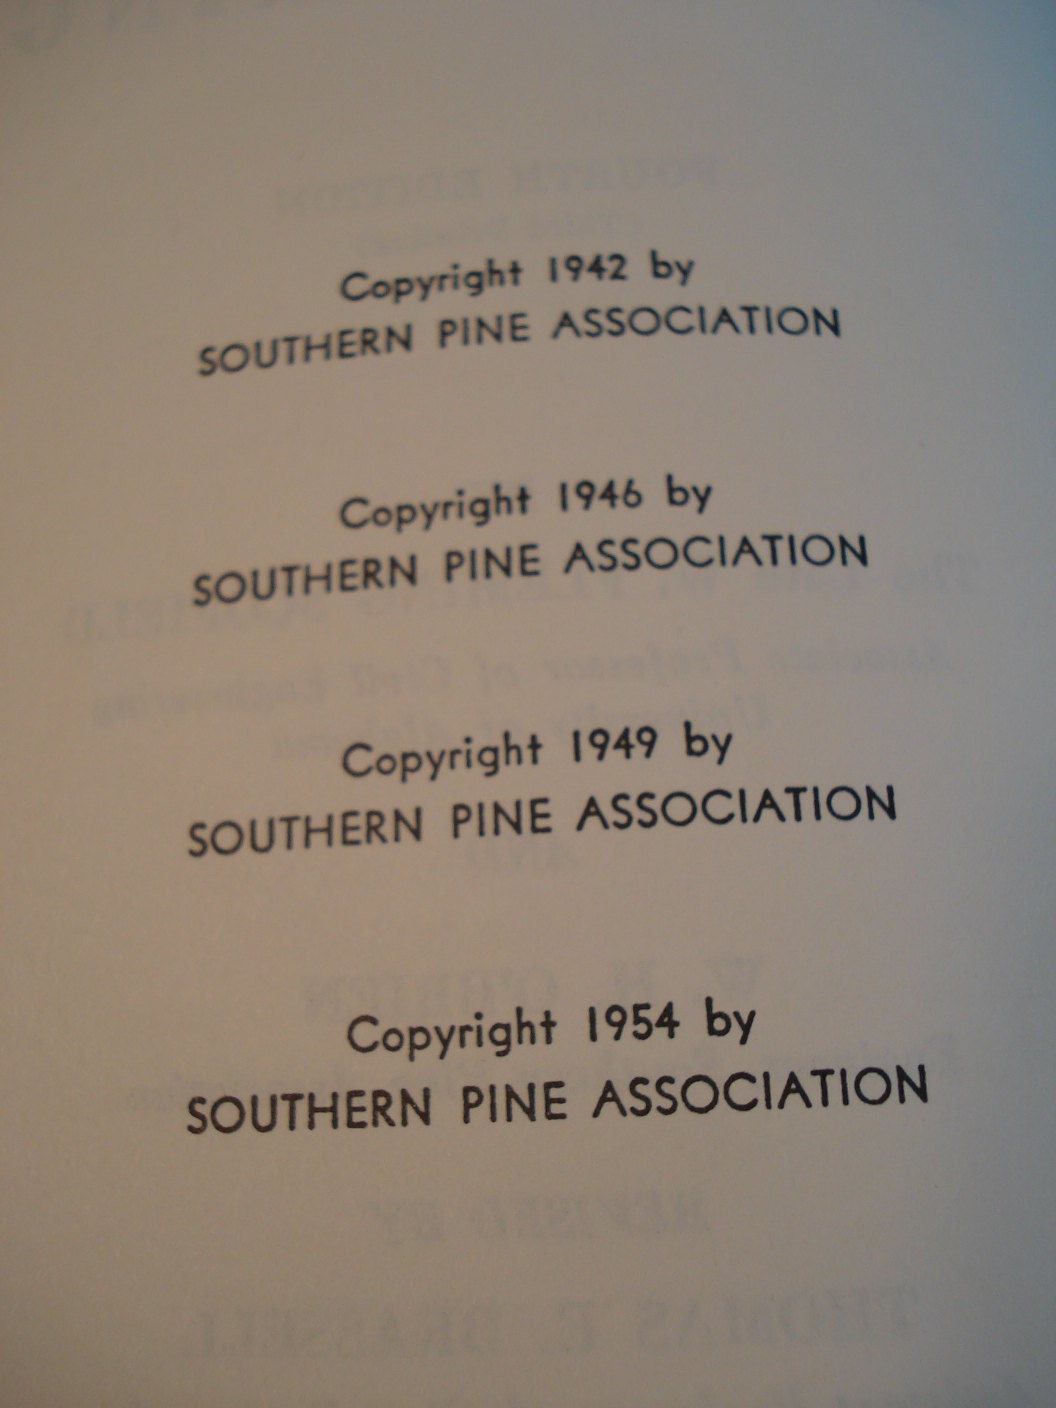 Copyright 1942 by
SOUTHERN PINE ASSOCIATION
Copyright 1946 by
SOUTHERN PINE ASSOCIATION
Copyright 1949 by
SOUTHERN PINE ASSOCIATION
Copyright 1954 by
SOUTHERN PINE ASSOCIATION